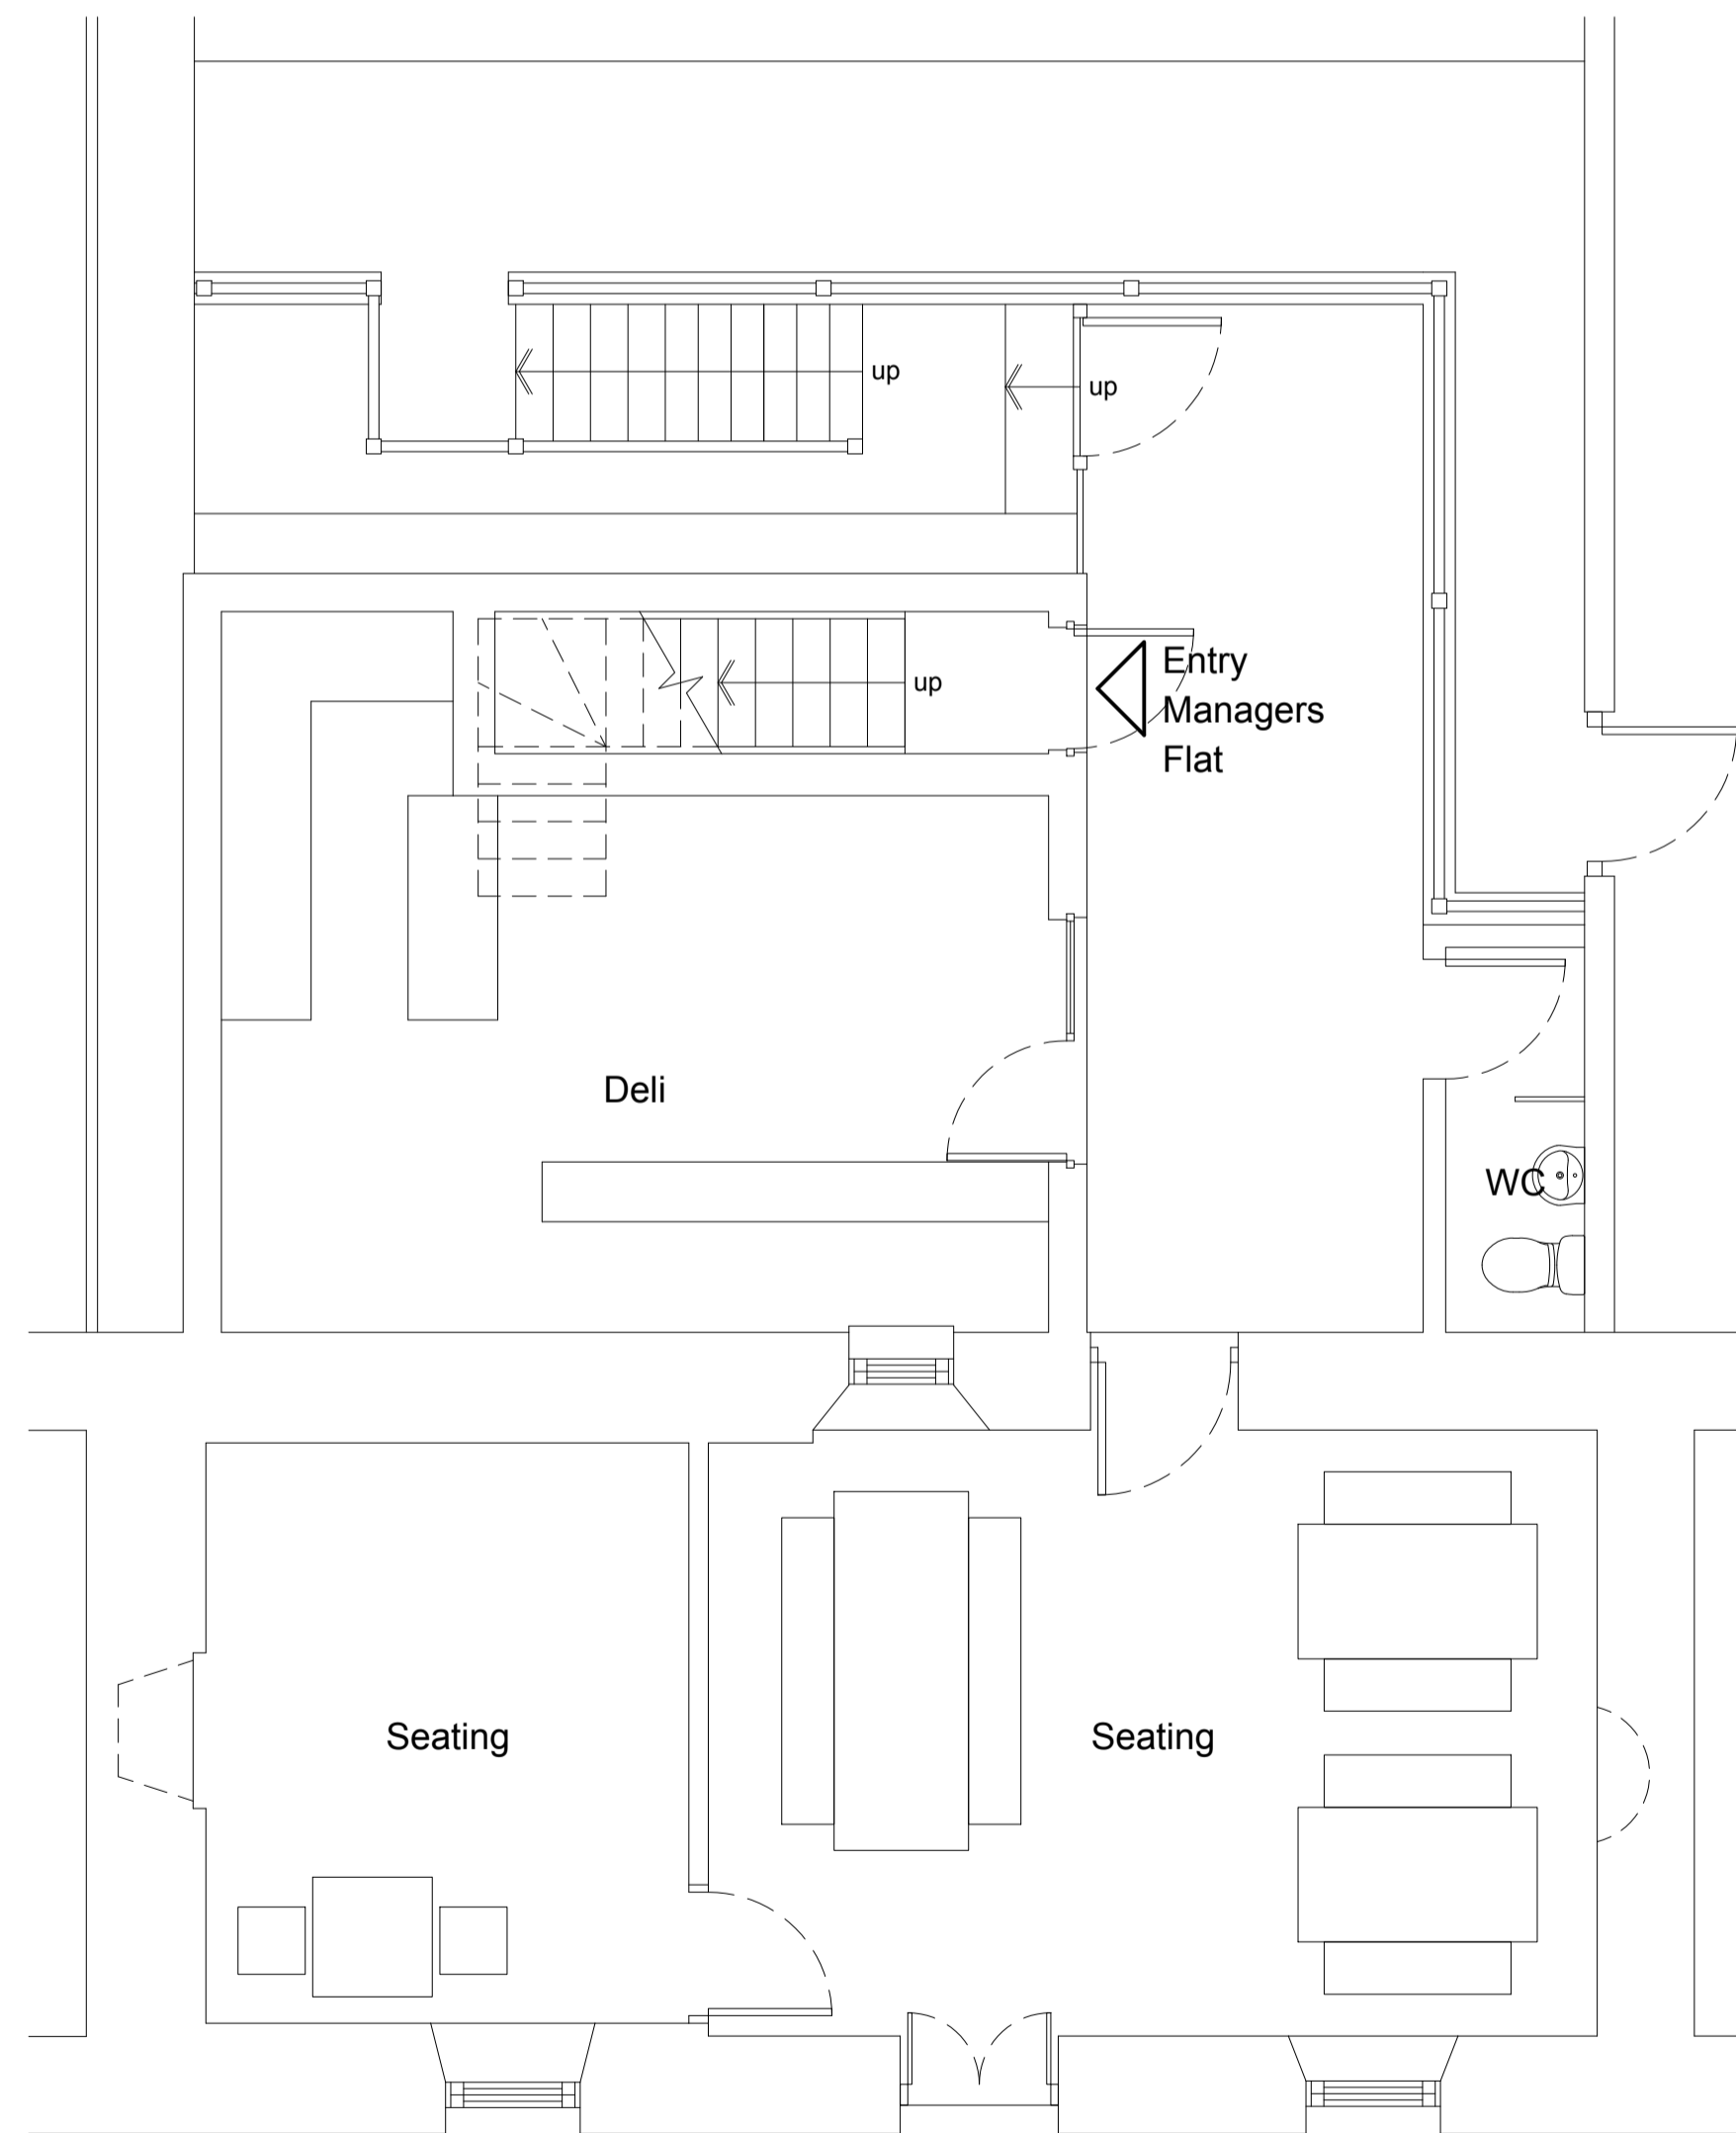 up
up
up
Entry
Managers
Flat
Deli
WC
Seating
Seating